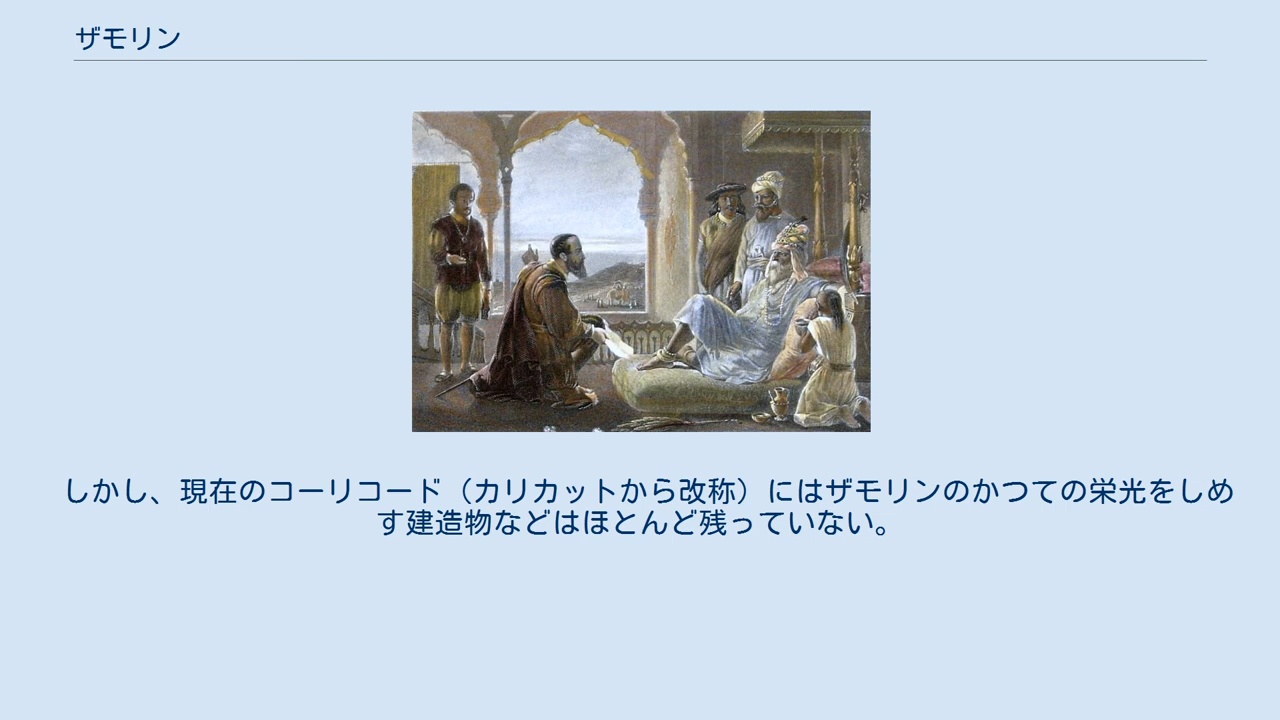 ザモリン
しかし、現在のコーリコード（カリカットから改称）にはザモリンのかつての栄光をしめ
す建造物などはほとんど残っていない。